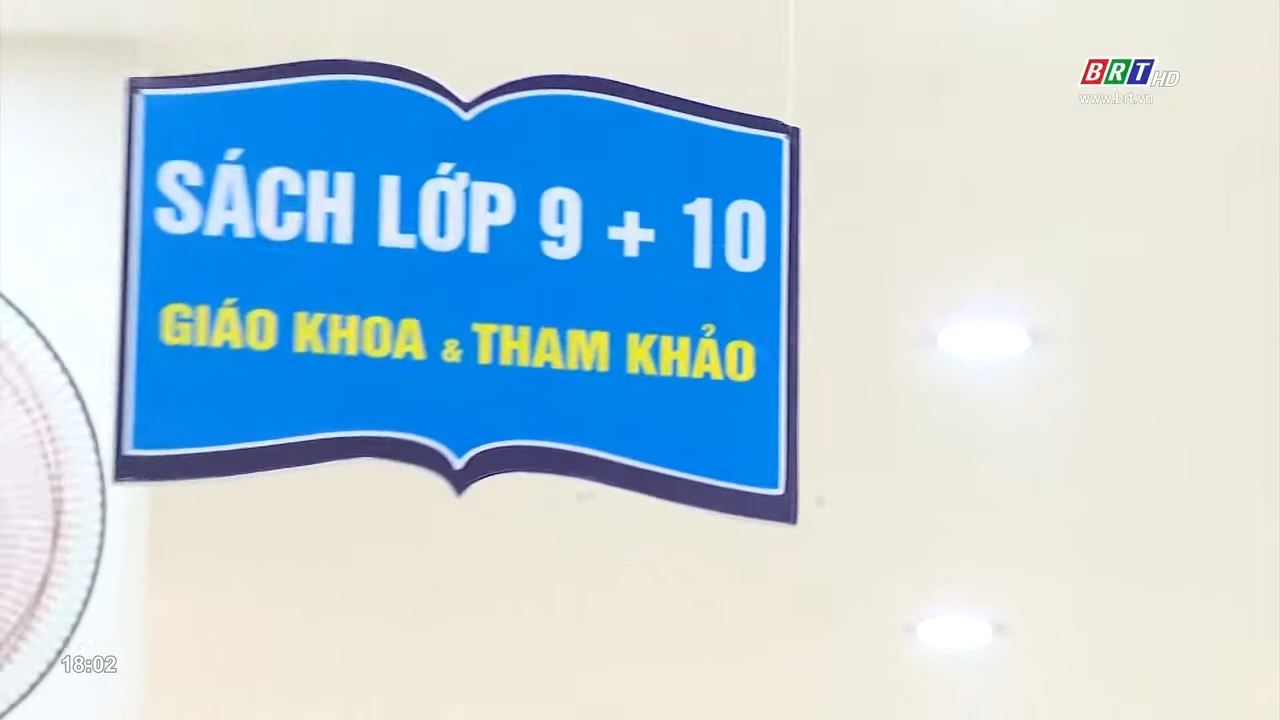 BRT HD
www.brt.vn
SÁCH LỚP 9 + 10
GIÁO KHOA & THAM KHẢO
18:02